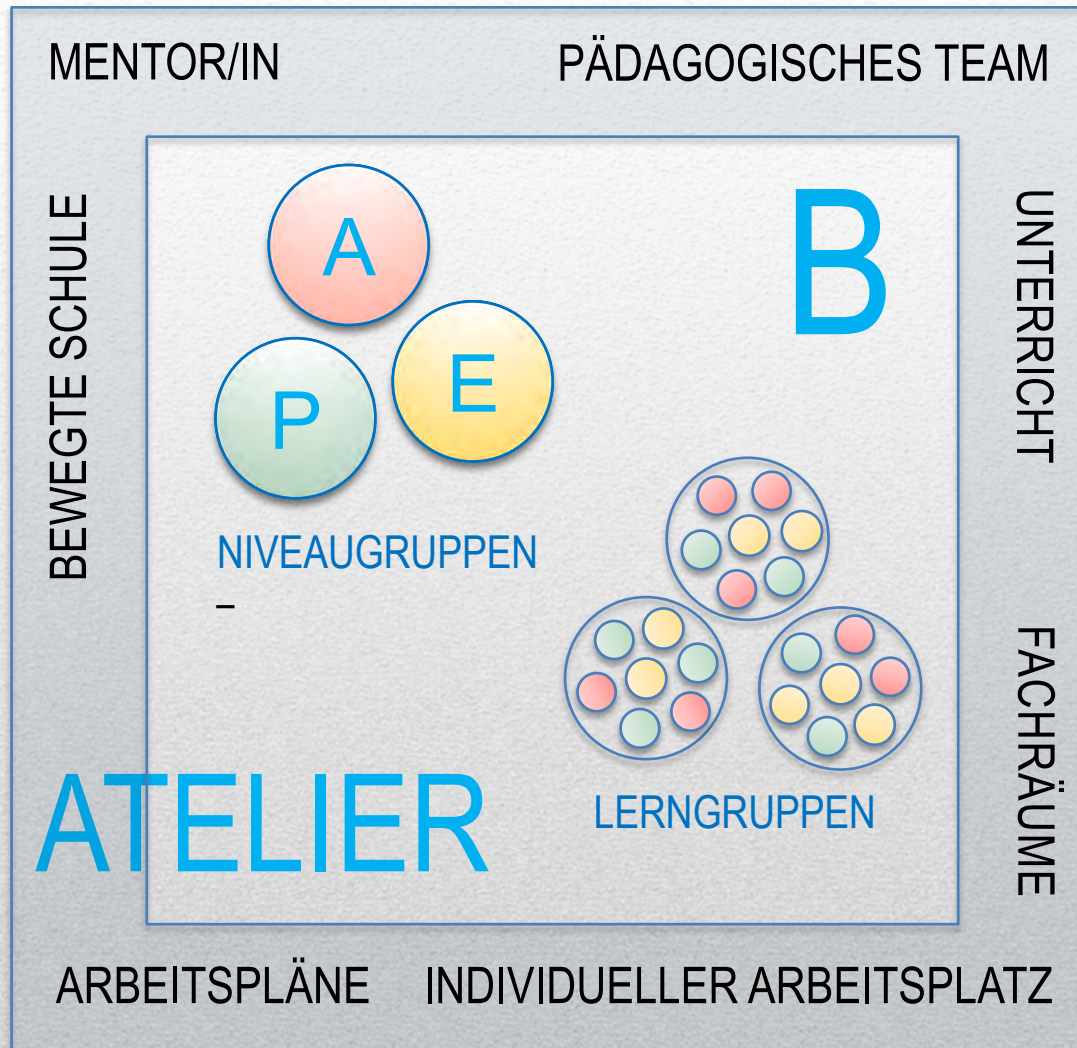 MENTOR/IN
PÄDAGOGISCHES TEAM
BEWEGTE SCHULE
UNTERRICHT
A
B
E
P
NIVEAUGRUPPEN
–
FACHRÄUME
ATELIER
LERNGRUPPEN
ARBEITSPLÄNE
INDIVIDUELLER ARBEITSPLATZ